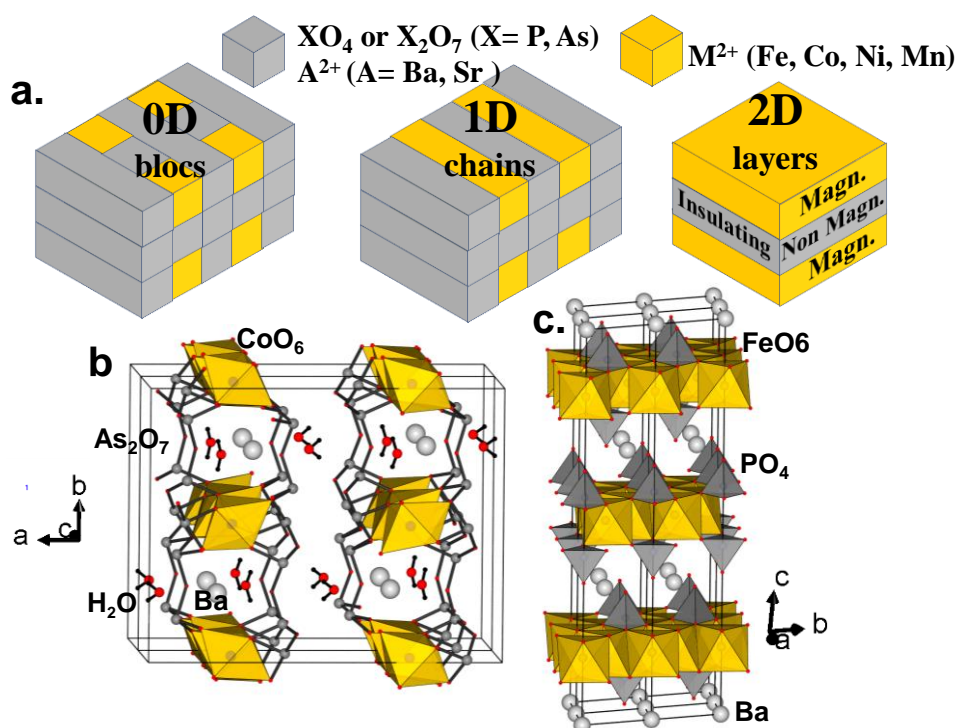 XO4 or X2O7 (X= P, As)
A2+ (A= Ba, Sr )
M2+ (Fe, Co, Ni, Mn)
a.
0D
blocs
1D
chains
2D
layers
Magn.
Insulating
Non Magn.
Magn.
b
CoO6
As2O7
b
a
c
H2O
Ba
c.
FeO6
PO4
c
b
a
Ba